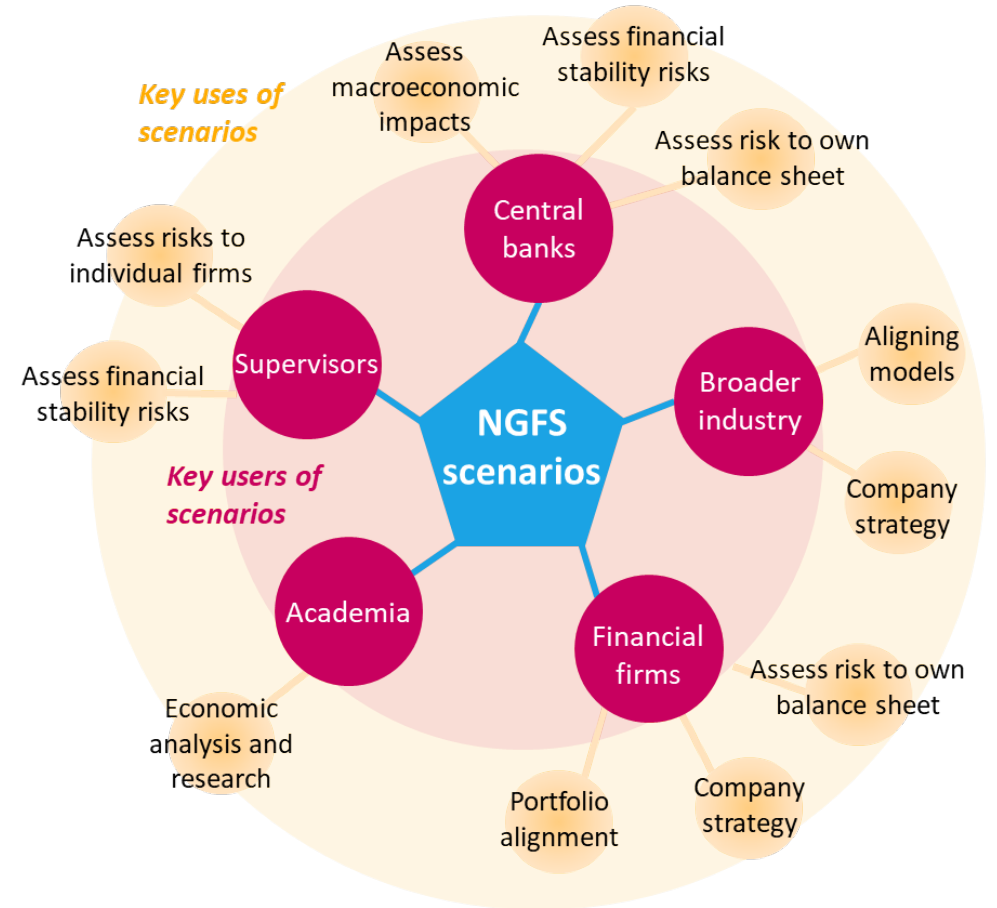 Key uses of
scenarios
Assess
macroeconomic
impacts
Assess financial
stability risks
Assess risk to own
balance sheet
Central
banks
Assess risks to
individual firms
Assess financial
stability risks
Supervisors
NGFS
scenarios
Broader
industry
Aligning
models
Company
strategy
Key users of
scenarios
Academia
Economic
analysis and
research
Financial
firms
Assess risk to own
balance sheet
Company
strategy
Portfolio
alignment